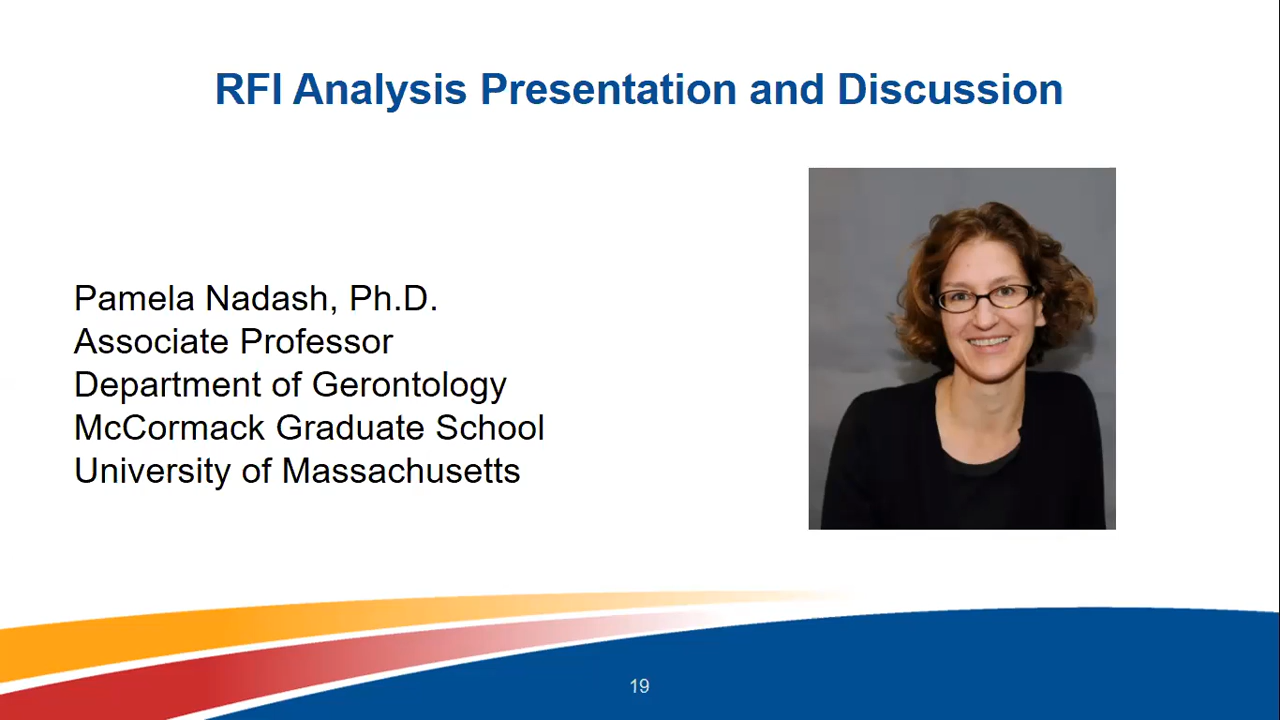 RFI Analysis Presentation and Discussion
Pamela Nadash, Ph.D.
Associate Professor
Department of Gerontology
McCormack Graduate School
University of Massachusetts
19